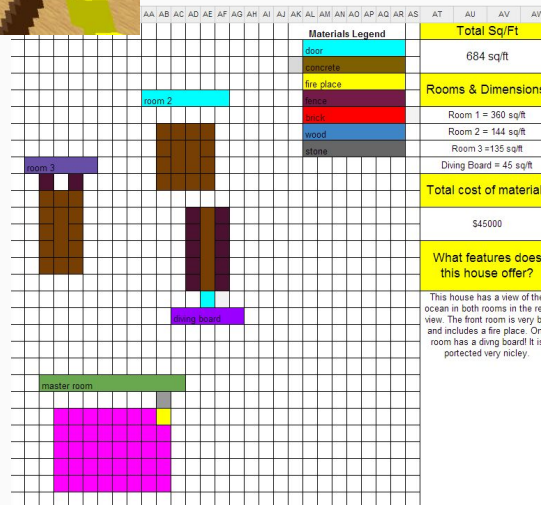 AA AB AC AD AE AF AG AH AI AJ AK AL AM AN AO AP AQ AR AS AT AU AV AW
Materials Legend
door
concrete
fire place
fence
brick
wood
stone
room 2
room 3
diving board
master room
Total Sq/Ft
684 sq/ft
Rooms & Dimensions
Room 1 = 360 sq/ft
Room 2 = 144 sq/ft
Room 3 =135 sq/ft
Diving Board = 45 sq/ft
Total cost of material
$45000
What features does
this house offer?
This house has a view of the
ocean in both rooms in the re
view. The front room is very b
and includes a fire place. On
room has a divng board! It is
portected very nicley.